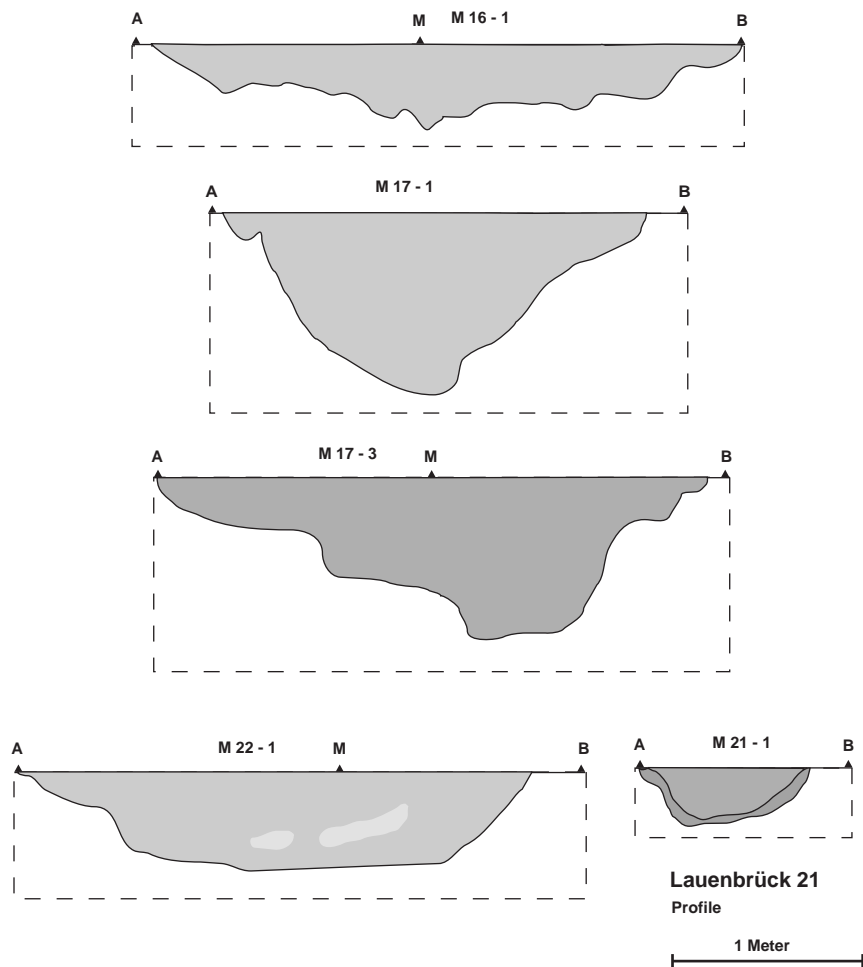 A M M 16 - 1 B
M 17 - 1
A B
M 17 - 3
A M B
A M 22 - 1 M B
A M 21 - 1 B
Lauenbrück 21
Profile
1 Meter